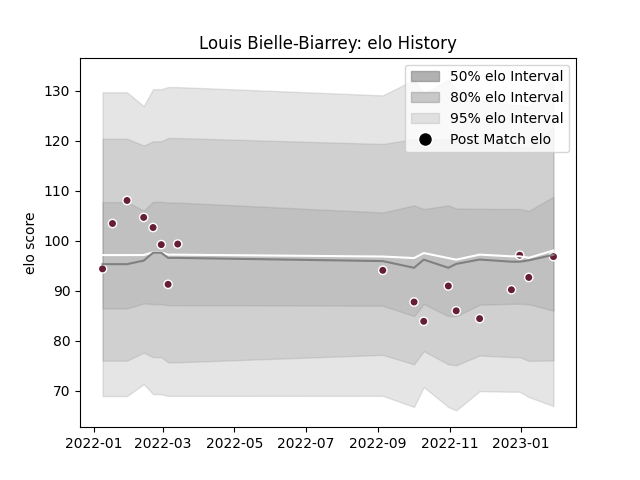 Louis Bielle-Biarrey: elo History
50% elo Interval
80% elo Interval
95% elo Interval
Post Match elo
elo score
130
120
110
100
90
80
70
2022-01 2022-03 2022-05 2022-07 2022-09 2022-11 2023-01